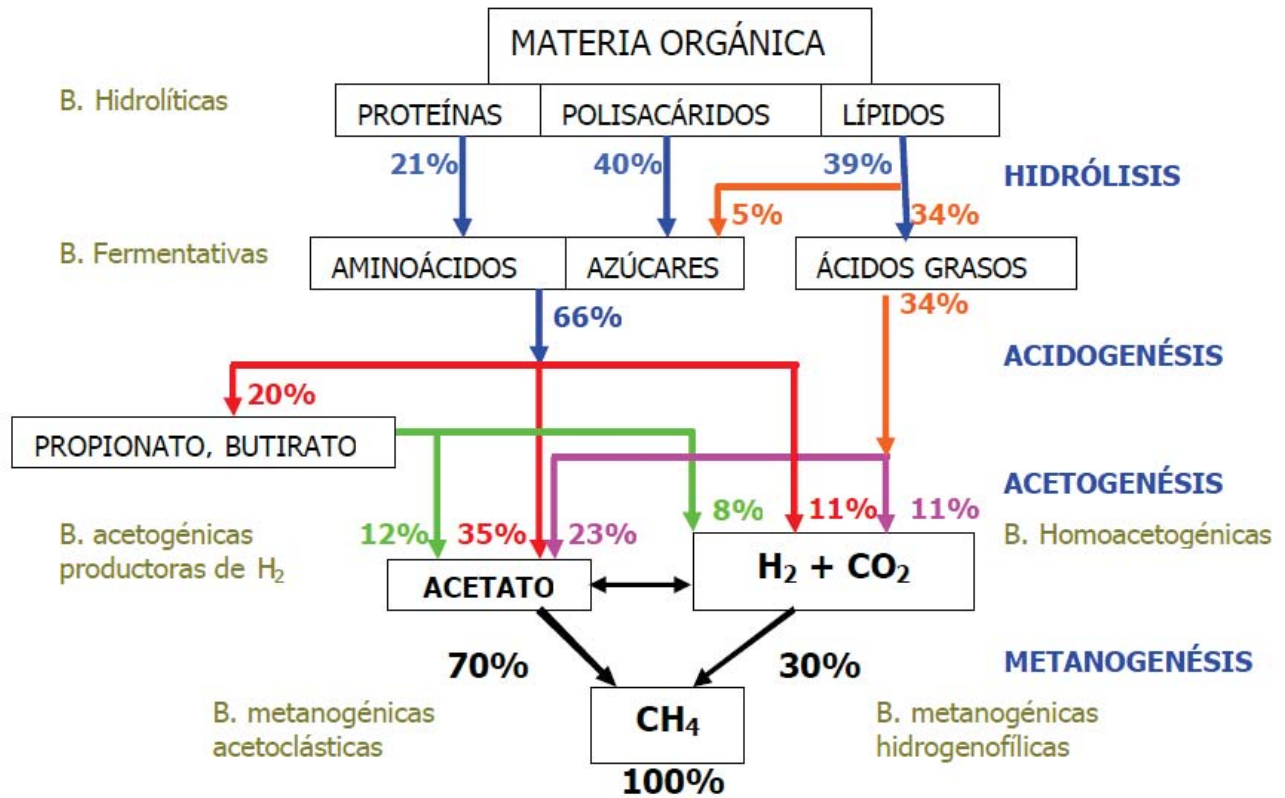 MATERIA ORGÁNICA
B. Hidrolíticas
PROTEÍNAS
POLISACÁRIDOS
LÍPIDOS
21%
40%
39%
HIDRÓLISIS
5%
34%
B. Fermentativas
AMINOÁCIDOS
AZÚCARES
ÁCIDOS GRASOS
66%
34%
ACIDOGENÉSIS
20%
PROPIONATO, BUTIRATO
ACETOGENÉSIS
B. acetogénicas
productoras de H₂
12%
35%
23%
8%
11%
11%
B. Homoacetogénicas
ACETATO
H₂ + CO₂
70%
30%
METANOGENÉSIS
B. metanogénicas
acetoclásticas
CH₄
B. metanogénicas
hidrogenofílicas
100%